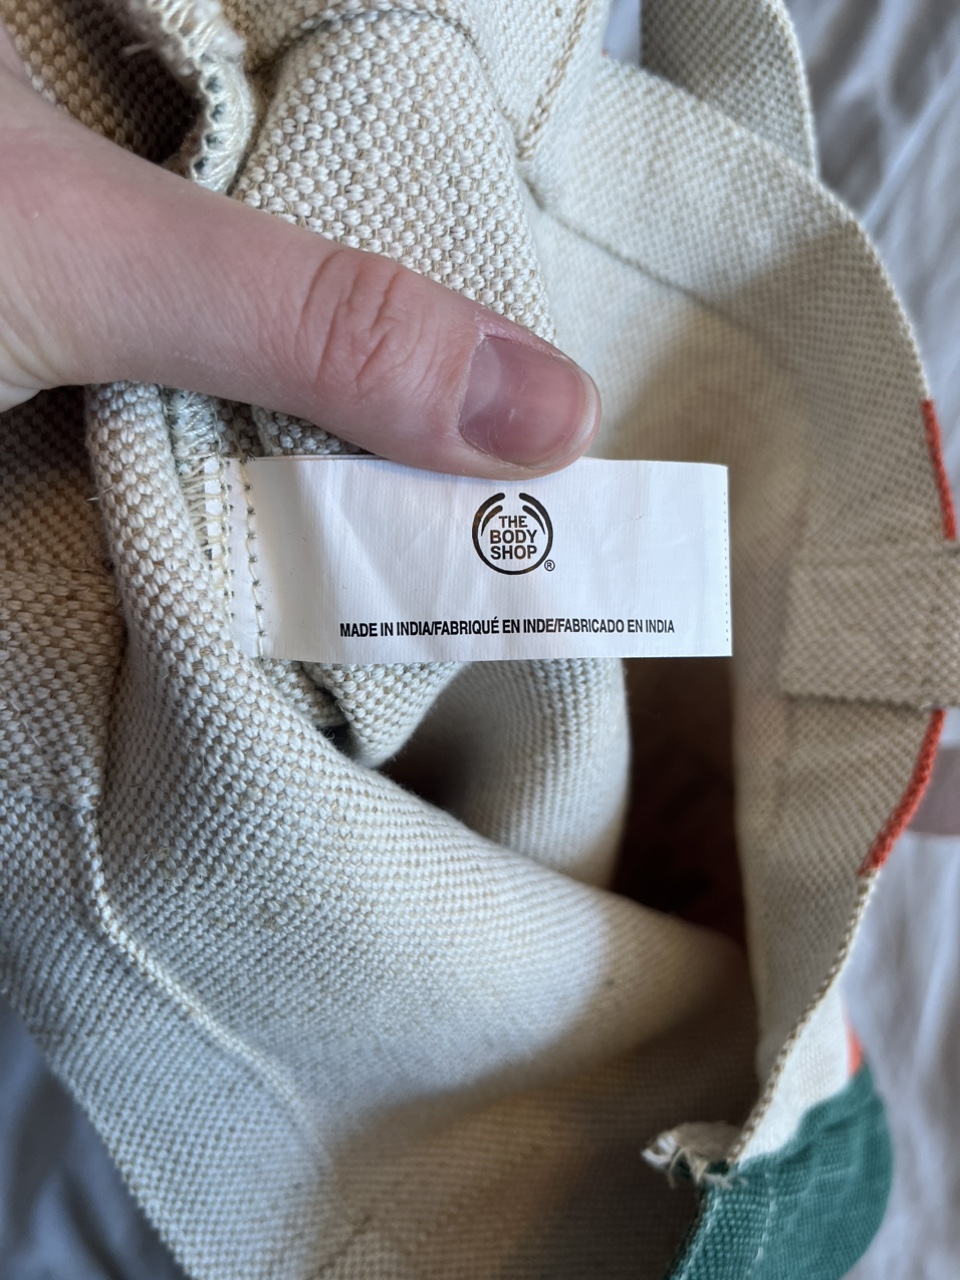 THE
BODY
SHOP
®
MADE IN INDIA/FABRIQUÉ EN INDE/FABRICADO EN INDIA